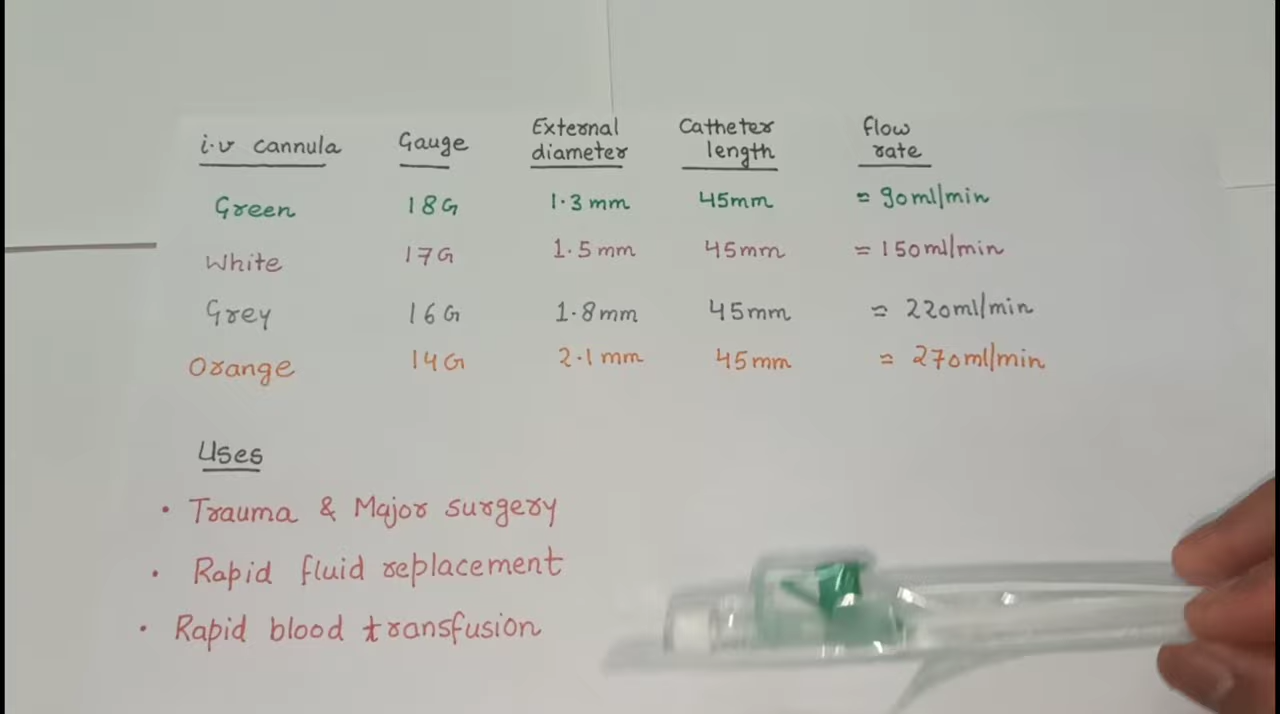 i.v cannula Gauge External diameter Catheter length flow rate
Green 18G 1.3 mm 45mm ≈ 90ml/min
White 17G 1.5 mm 45mm = 150ml/min
Grey 16G 1.8mm 45mm ≈ 220ml/min
Orange 14G 2.1 mm 45mm ≈ 270ml/min
Uses
• Trauma & Major surgery
• Rapid fluid replacement
• Rapid blood transfusion